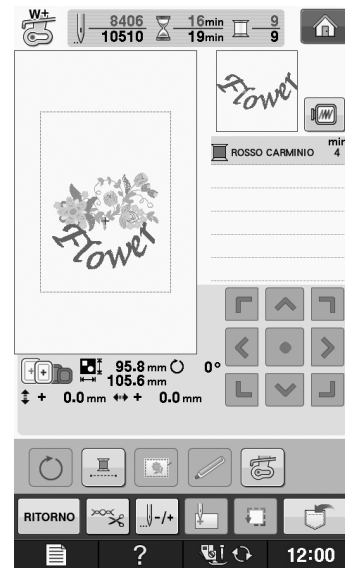 W+
8406 16min 9
10510 19min 9
Flower
min
ROSSO CARMINIO 4
Flower
95.8 mm 0°
105.6 mm
+ 0.0 mm + 0.0 mm
RITORNO
-/+
? 12:00